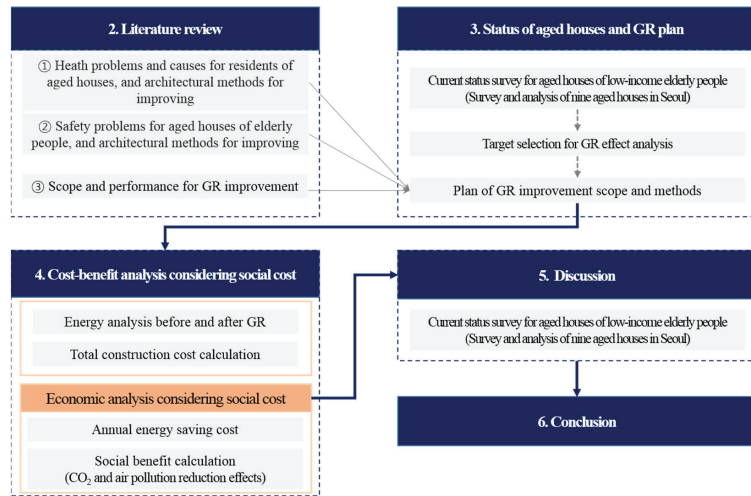 2. Literature review
① Heath problems and causes for residents of
aged houses, and architectural methods for
improving
② Safety problems for aged houses of elderly
people, and architectural methods for improving
③ Scope and performance for GR improvement
3. Status of aged houses and GR plan
Current status survey for aged houses of low-income elderly people
(Survey and analysis of nine aged houses in Seoul)
Target selection for GR effect analysis
Plan of GR improvement scope and methods
4. Cost-benefit analysis considering social cost
Energy analysis before and after GR
Total construction cost calculation
Economic analysis considering social cost
Annual energy saving cost
Social benefit calculation
(CO₂ and air pollution reduction effects)
5. Discussion
Current status survey for aged houses of low-income elderly people
(Survey and analysis of nine aged houses in Seoul)
6. Conclusion